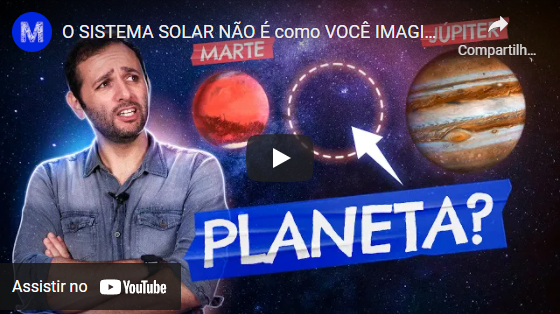 M
O SISTEMA SOLAR NÃO É como VOCÊ IMAGI...
MARTE
JÚPITER
Compartilh...
PLANETA?
Assistir no YouTube